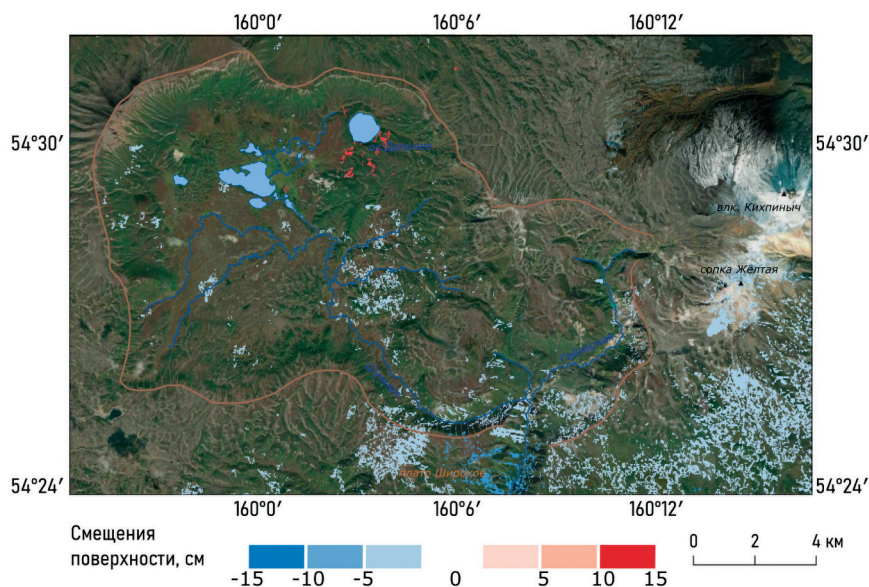 160°0′ 160°6′ 160°12′
54°30′ 54°30′
влк. Кихпиныч
сопка Жёлтая
плато Широкое
54°24′ 54°24′
160°0′ 160°6′ 160°12′
Смещения
поверхности, см
-15 -10 -5 0 5 10 15
0 2 4 км